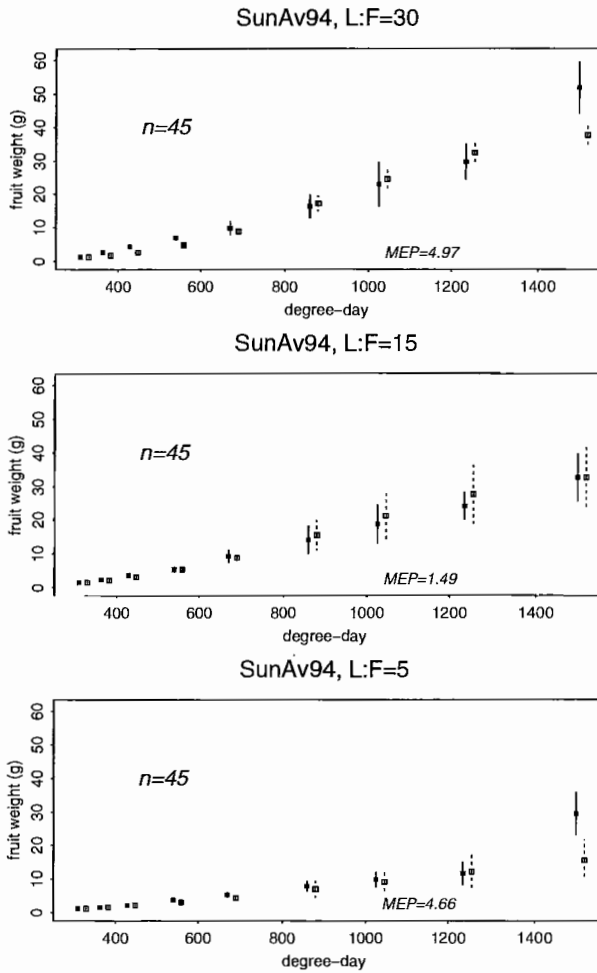 SunAv94, L:F=30
fruit weight (g)
60
50
40
30
20
10
0
n=45
MEP=4.97
400 600 800 1000 1200 1400
degree-day
SunAv94, L:F=15
fruit weight (g)
60
50
40
30
20
10
0
n=45
MEP=1.49
400 600 800 1000 1200 1400
degree-day
SunAv94, L:F=5
fruit weight (g)
60
50
40
30
20
10
0
n=45
MEP=4.66
400 600 800 1000 1200 1400
degree-day